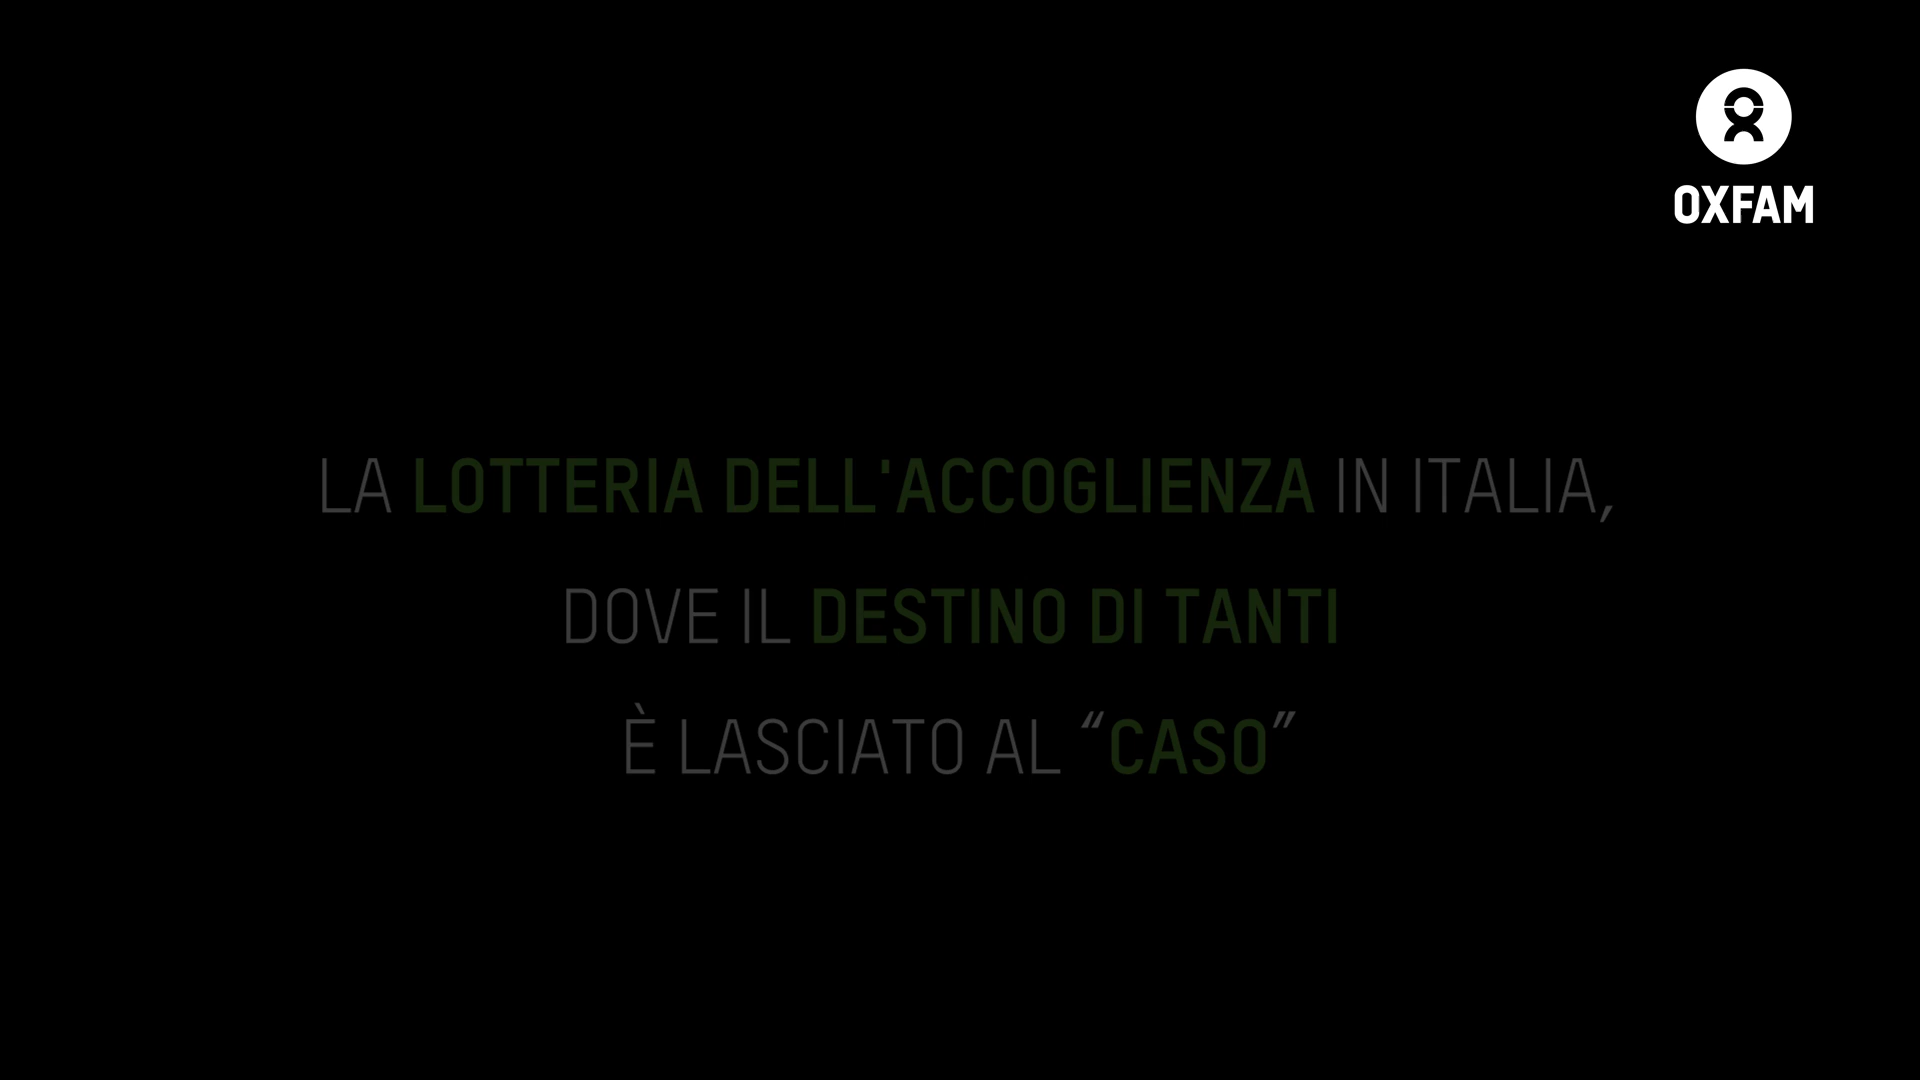 OXFAM
LA LOTTERIA DELL'ACCOGLIENZA IN ITALIA,
DOVE IL DESTINO DI TANTI
È LASCIATO AL “CASO”